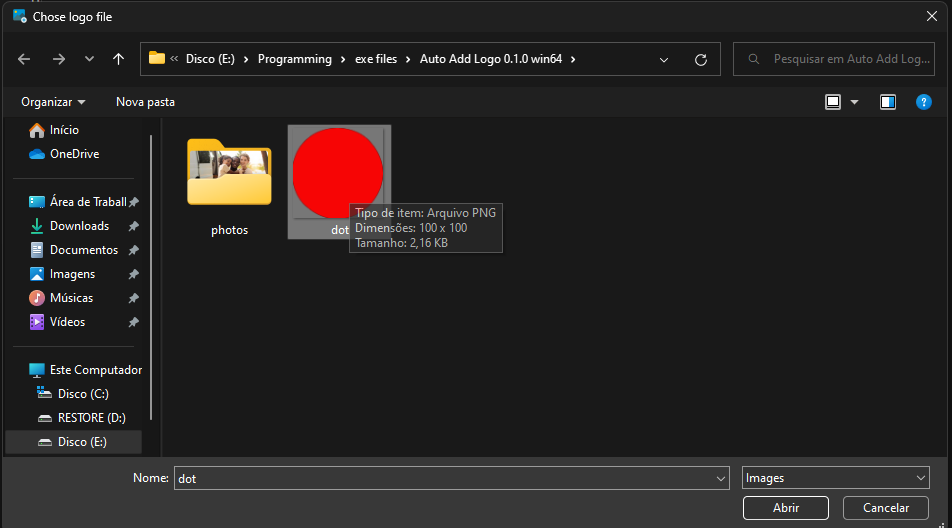 Chose logo file
Disco (E:) Programming exe files Auto Add Logo 0.1.0 win64
Pesquisar em Auto Add Log...
Organizar Nova pasta
Início
OneDrive
Área de Traball
Downloads
Documentos
Imagens
Músicas
Vídeos
Este Computador
Disco (C:)
RESTORE (D:)
Disco (E:)
photos
dot
Tipo de item: Arquivo PNG
Dimensões: 100 x 100
Tamanho: 2,16 KB
Nome: dot
Images
Abrir
Cancelar